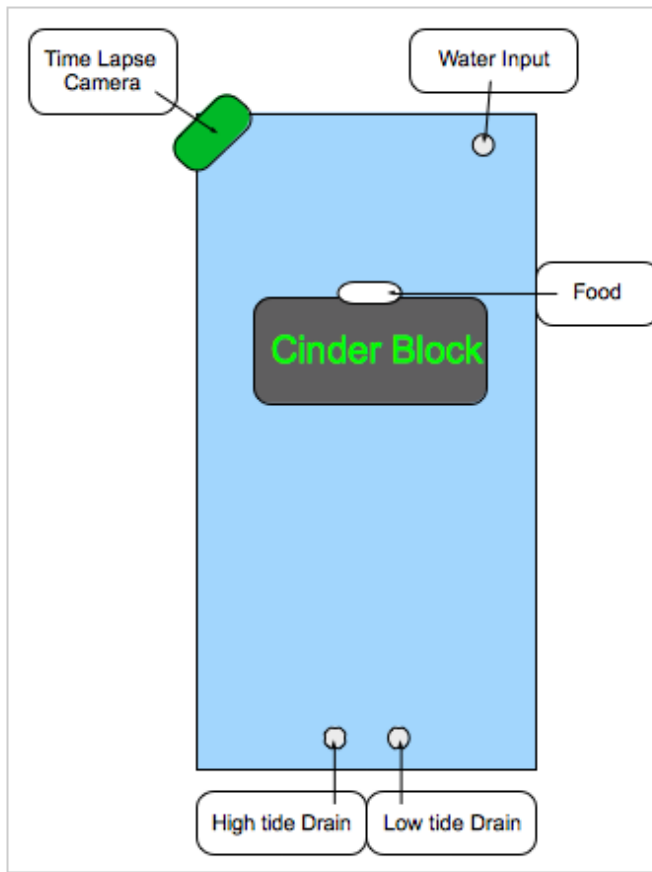 Time Lapse
Camera
Water Input
Food
Cinder Block
High tide Drain
Low tide Drain